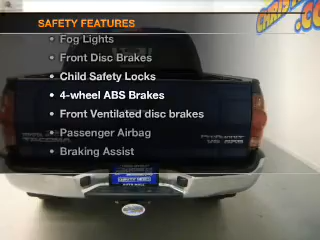 SAFETY FEATURES
• Fog Lights
• Front Disc Brakes
• Child Safety Locks
• 4-wheel ABS Brakes
• Front Ventilated disc brakes
• Passenger Airbag
• Braking Assist
TACOMA